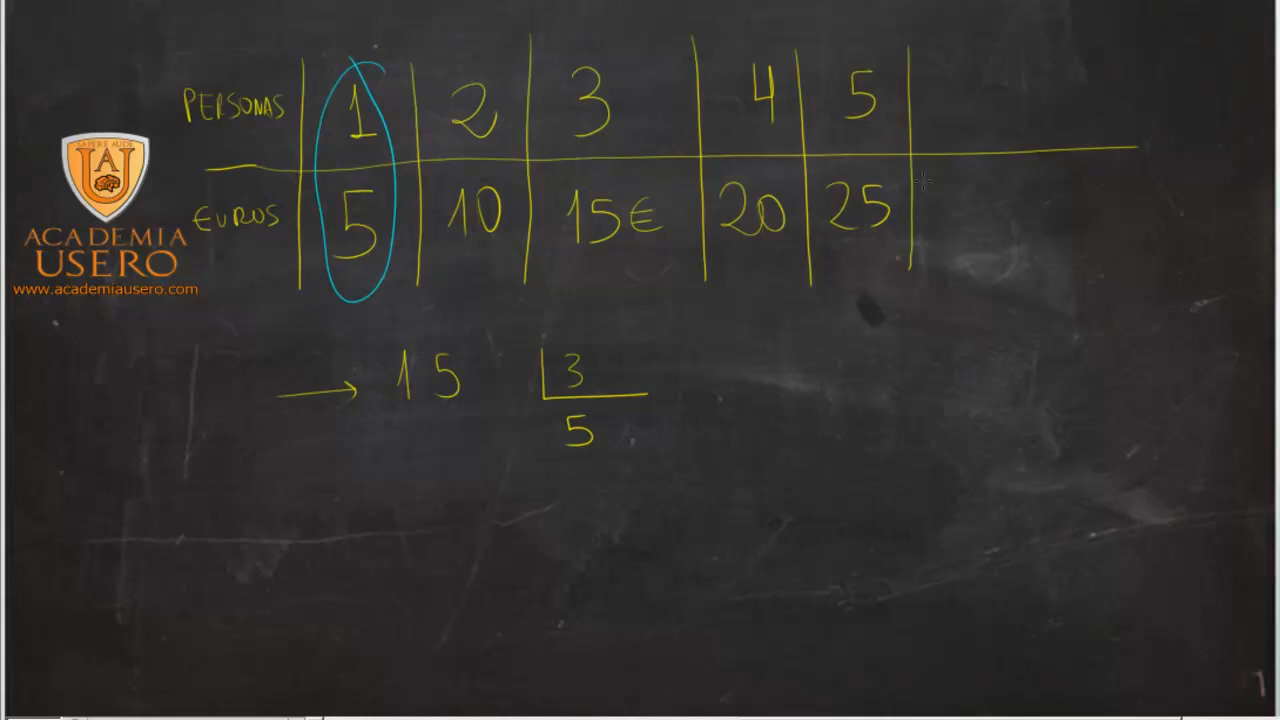 PERSONAS 1 2 3 4 5
EUROS 5 10 15€ 20 25
SAPERE AUDE
UA
ACADEMIA
USERO
www.academiausero.com
→ 15 3
5